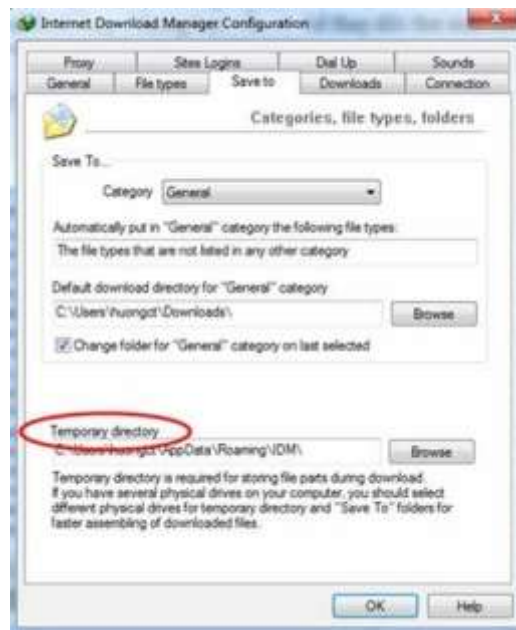 Internet Download Manager Configuration
Proxy Sites Logins Dial Up Sounds
General File types Save to Downloads Connection
Categories, file types, folders
Save To...
Category General
Automatically put in "General" category the following file types:
The file types that are not listed in any other category
Default download directory for "General" category
C:\Users\huongct\Downloads\ Browse
Change folder for "General" category on last selected
Temporary directory
C:\Users\huongct\AppData\Roaming\IDM\ Browse
Temporary directory is required for storing file parts during download.
If you have several physical drives on your computer, you should select
different physical drives for temporary directory and "Save To" folders for
faster assembling of downloaded files.
OK Help